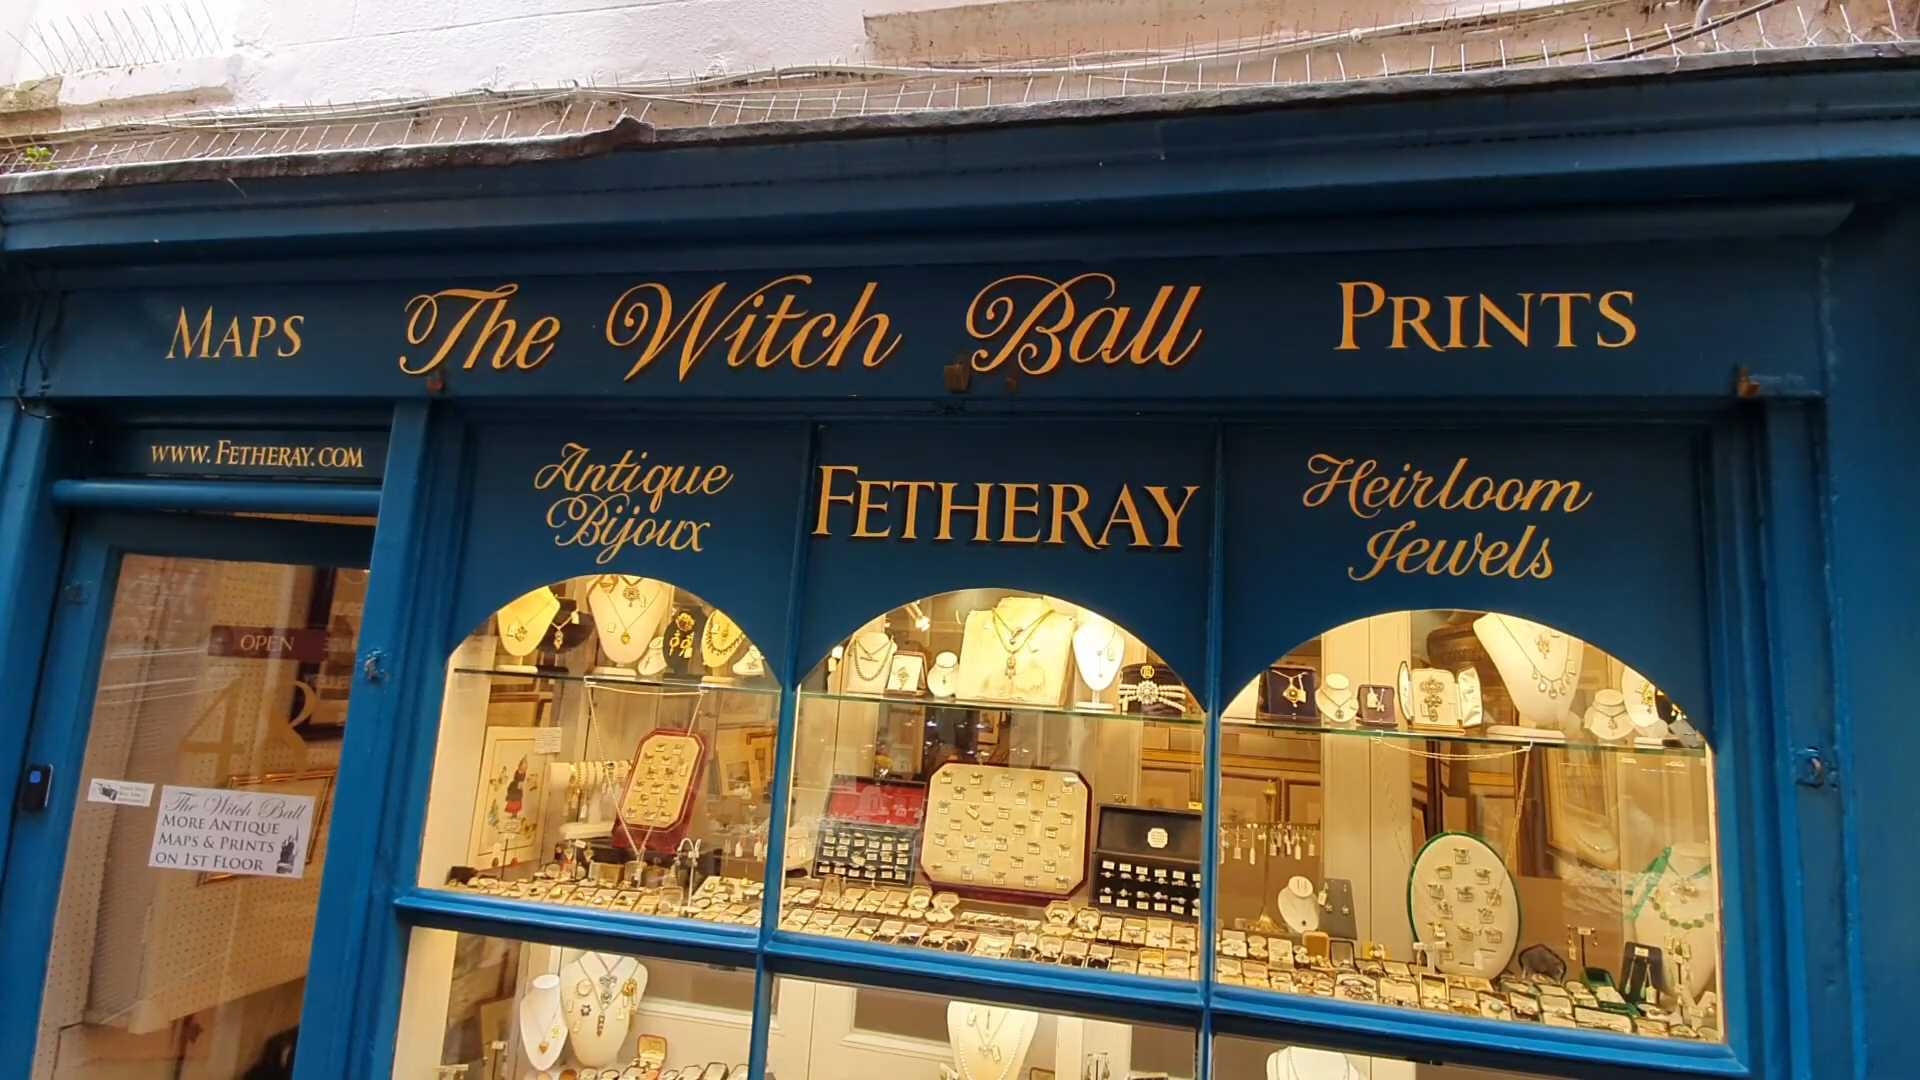 Maps The Witch Ball Prints
www.Fetheray.com
Antique
Bijoux
Fetheray
Heirloom
Jewels
OPEN
48
The Witch Ball
More Antique
Maps & Prints
on 1st Floor